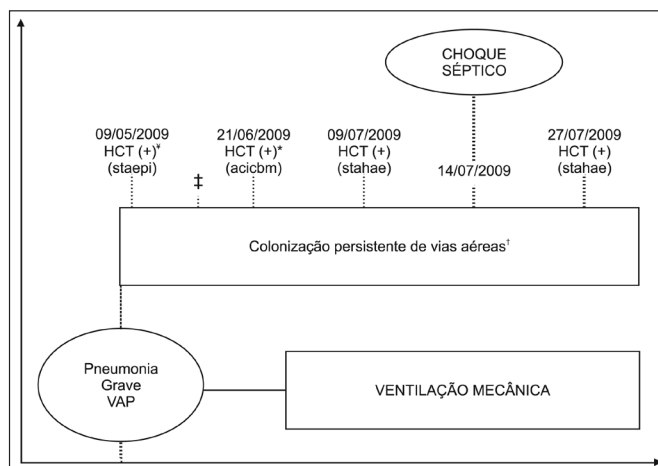 CHOQUE
SÉPTICO
09/05/2009
HCT (+)¥
(staepi)
‡
21/06/2009
HCT (+)*
(acicbm)
09/07/2009
HCT (+)
(stahae)
14/07/2009
27/07/2009
HCT (+)
(stahae)
Colonização persistente de vias aéreas†
Pneumonia
Grave
VAP
VENTILAÇÃO MECÂNICA